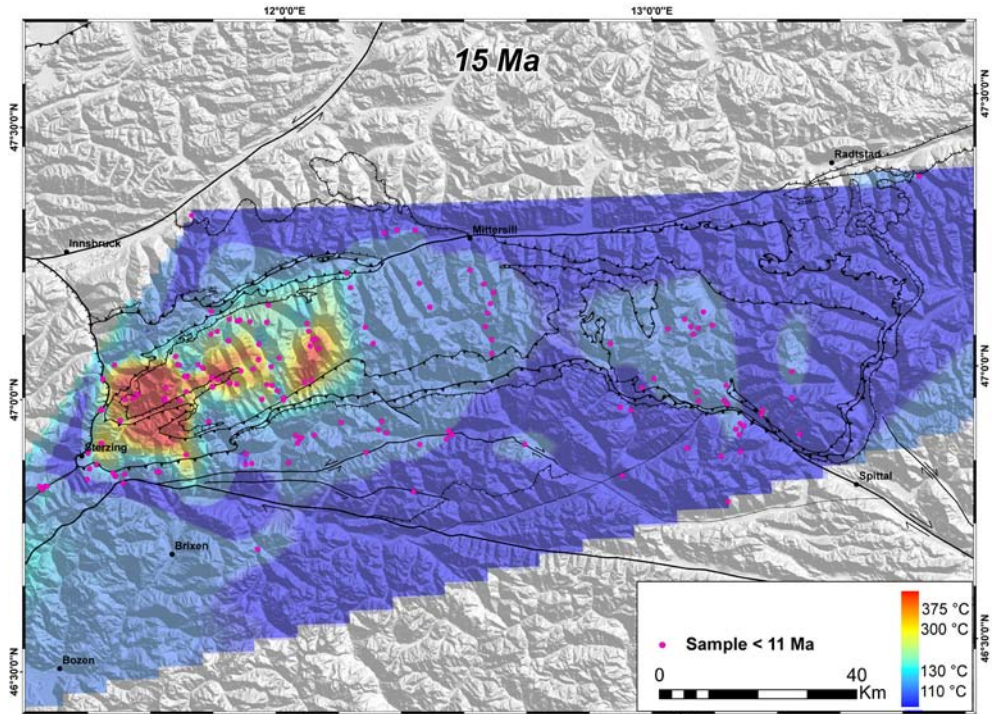 12°0'0"E
13°0'0"E
15 Ma
47°30'0"N
47°30'0"N
Radtstad
Innsbruck
Mittersill
47°0'0"N
47°0'0"N
Sterzing
Spittal
Brixen
Bozen
46°30'0"N
46°30'0"N
Sample < 11 Ma
375 °C
300 °C
130 °C
110 °C
0
40
Km